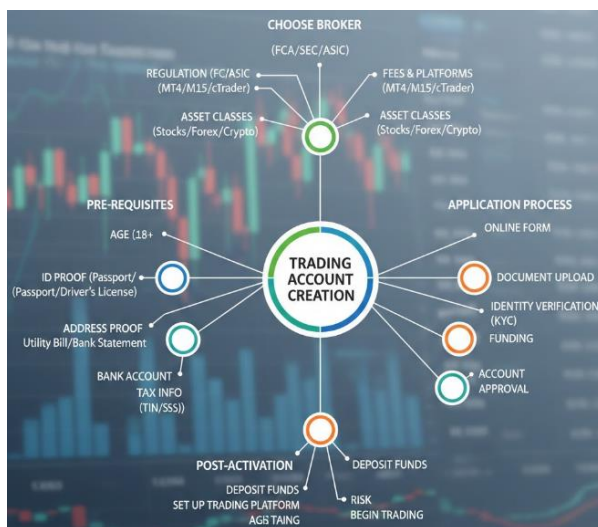 CHOOSE BROKER
(FCA/SEC/ASIC)
REGULATION (FC/ASIC
(MT4/M15/cTrader)
FEES & PLATFORMS
(MT4/M15/cTrader)
ASSET CLASSES
(Stocks/Forex/Crypto)
ASSET CLASSES
(Stocks/Forex/Crypto)
PRE-REQUISITES
AGE (18+
ID PROOF (Passport/
(Passport/Driver's License)
ADDRESS PROOF
Utility Bill/Bank Statement
BANK ACCOUNT
TAX INFO
(TIN/SSS))
TRADING
ACCOUNT
CREATION
APPLICATION PROCESS
ONLINE FORM
DOCUMENT UPLOAD
IDENTITY VERIFICATION
(KYC)
FUNDING
ACCOUNT
APPROVAL
POST-ACTIVATION
DEPOSIT FUNDS
SET UP TRADING PLATFORM
DEPOSIT FUNDS
RISK
BEGIN TRADING